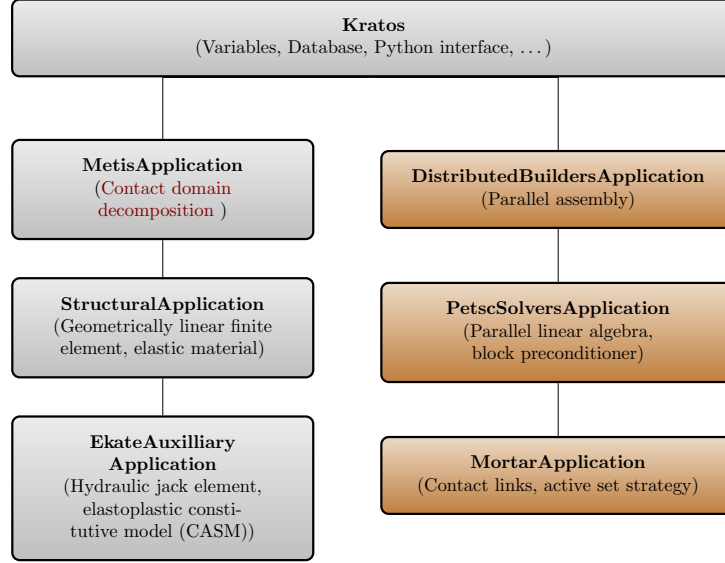 Kratos
(Variables, Database, Python interface, ...)
MetisApplication
(Contact domain
decomposition )
StructuralApplication
(Geometrically linear finite
element, elastic material)
EkateAuxilliary
Application
(Hydraulic jack element,
elastoplastic consti-
tutive model (CASM))
DistributedBuildersApplication
(Parallel assembly)
PetscSolversApplication
(Parallel linear algebra,
block preconditioner)
MortarApplication
(Contact links, active set strategy)